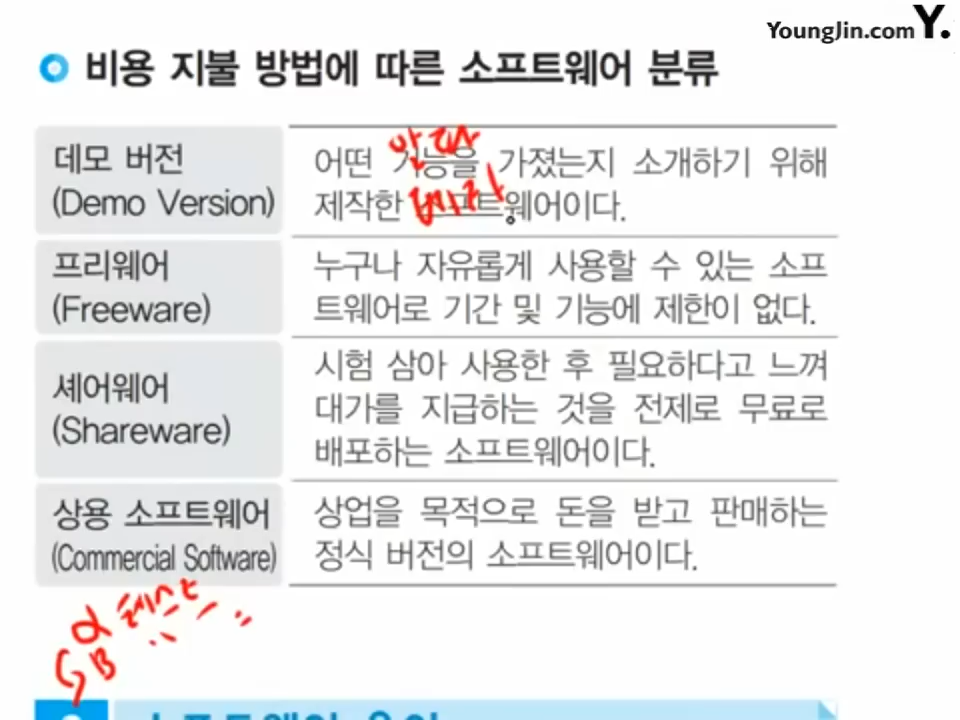 YoungJin.com Y.
비용 지불 방법에 따른 소프트웨어 분류
데모 버전
(Demo Version)
어떤 기능을 가졌는지 소개하기 위해
제작한 소프트웨어이다.
알파
베타
프리웨어
(Freeware)
누구나 자유롭게 사용할 수 있는 소프
트웨어로 기간 및 기능에 제한이 없다.
셰어웨어
(Shareware)
시험 삼아 사용한 후 필요하다고 느껴
대가를 지급하는 것을 전제로 무료로
배포하는 소프트웨어이다.
상용 소프트웨어
(Commercial Software)
상업을 목적으로 돈을 받고 판매하는
정식 버전의 소프트웨어이다.
α 테스트
B